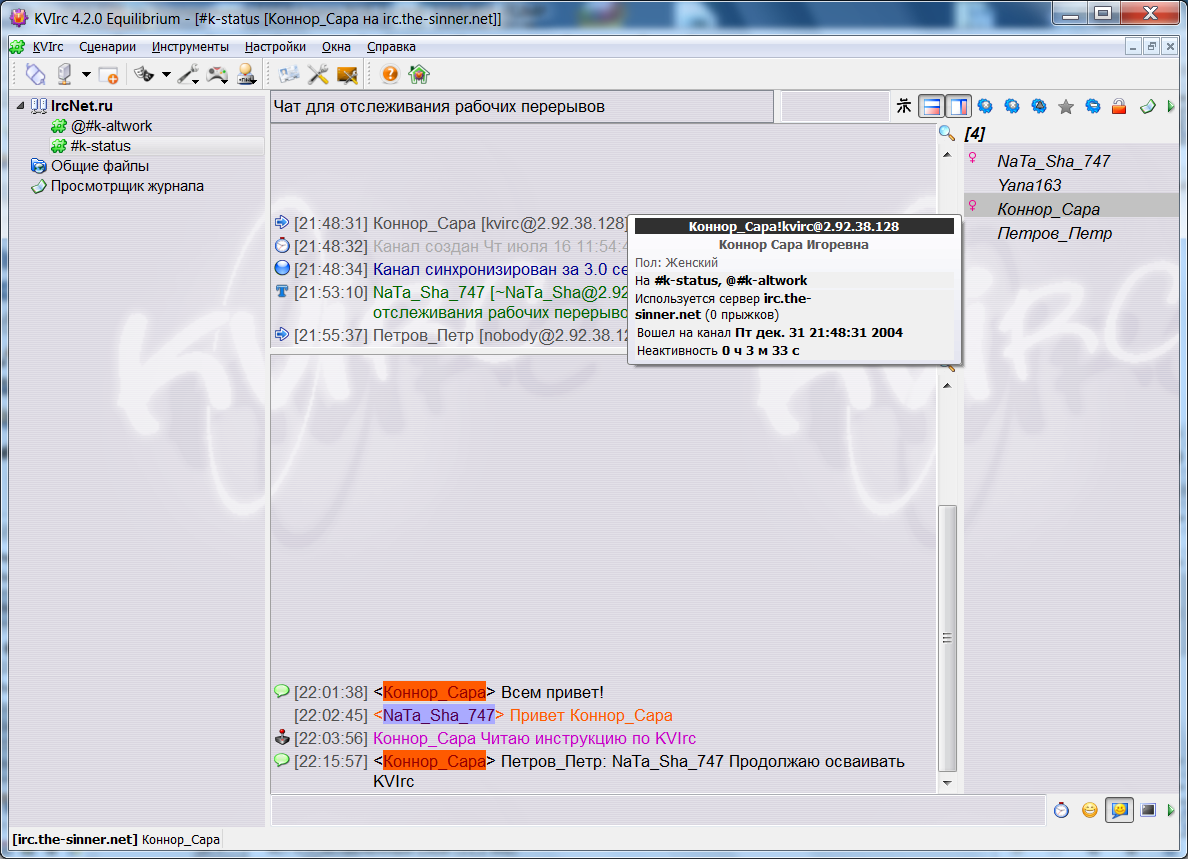 KVIrc 4.2.0 Equilibrium - [#k-status [Коннор_Сара на irc.the-sinner.net]]
KVIrc Сценарии Инструменты Настройки Окна Справка
IrcNet.ru
@#k-altwork
#k-status
Общие файлы
Просмотрщик журнала
Чат для отслеживания рабочих перерывов
[4]
NaTa_Sha_747
Yana163
Коннор_Сара
Петров_Петр
[21:48:31] Коннор_Сара [kvirc@2.92.38.128]
[21:48:32] Канал создан Чт июля 16 11:54:4
[21:48:34] Канал синхронизирован за 3.0 се
[21:53:10] NaTa_Sha_747 [~NaTa_Sha@2.92
отслеживания рабочих перерыво
[21:55:37] Петров_Петр [nobody@2.92.38.12
Коннор_Сара!kvirc@2.92.38.128
Коннор Сара Игоревна
Пол: Женский
На #k-status, @#k-altwork
Используется сервер irc.the-
sinner.net (0 прыжков)
Вошел на канал Пт дек. 31 21:48:31 2004
Неактивность 0 ч 3 м 33 с
[22:01:38] <Коннор_Сара> Всем привет!
[22:02:45] <NaTa_Sha_747> Привет Коннор_Сара
[22:03:56] Коннор_Сара Читаю инструкцию по KVIrc
[22:15:57] <Коннор_Сара> Петров_Петр: NaTa_Sha_747 Продолжаю осваивать
KVIrc
[irc.the-sinner.net] Коннор_Сара